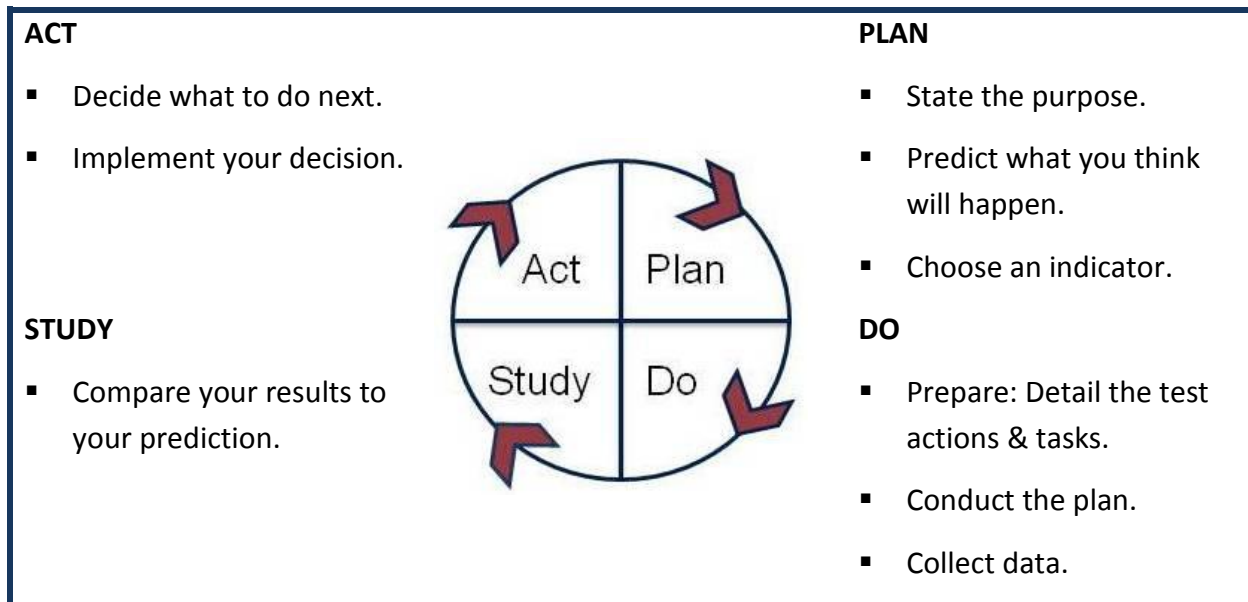 ACT
▪ Decide what to do next.
▪ Implement your decision.
STUDY
▪ Compare your results to
your prediction.
Act
Plan
Study
Do
PLAN
▪ State the purpose.
▪ Predict what you think
will happen.
▪ Choose an indicator.
DO
▪ Prepare: Detail the test
actions & tasks.
▪ Conduct the plan.
▪ Collect data.